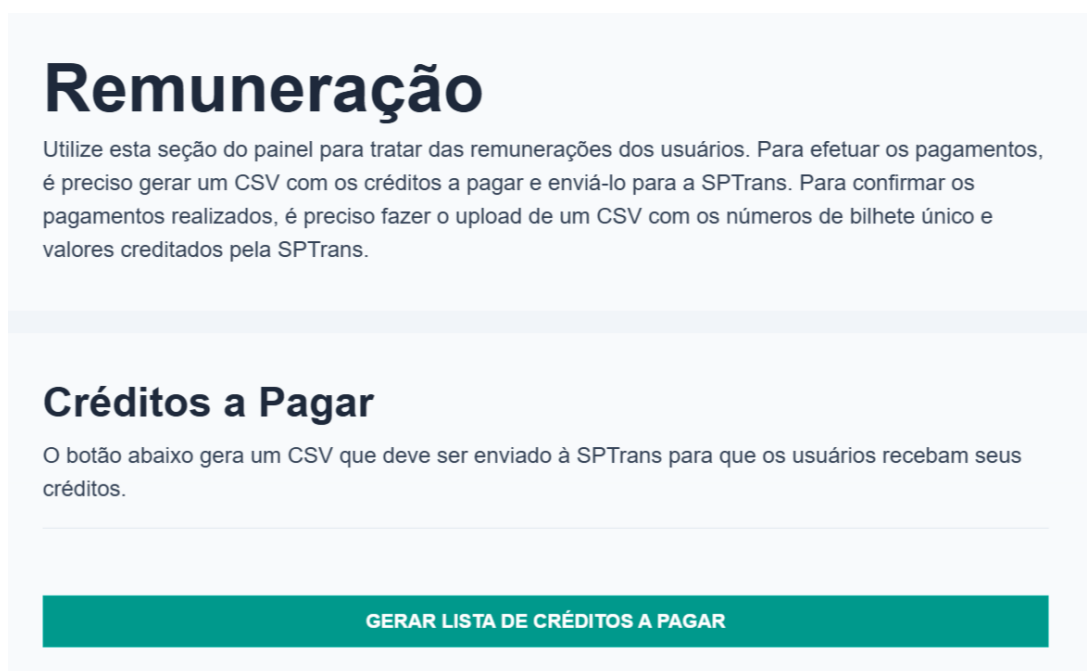 Remuneração
Utilize esta seção do painel para tratar das remunerações dos usuários. Para efetuar os pagamentos,
é preciso gerar um CSV com os créditos a pagar e enviá-lo para a SPTrans. Para confirmar os
pagamentos realizados, é preciso fazer o upload de um CSV com os números de bilhete único e
valores creditados pela SPTrans.
Créditos a Pagar
O botão abaixo gera um CSV que deve ser enviado à SPTrans para que os usuários recebam seus
créditos.
GERAR LISTA DE CRÉDITOS A PAGAR